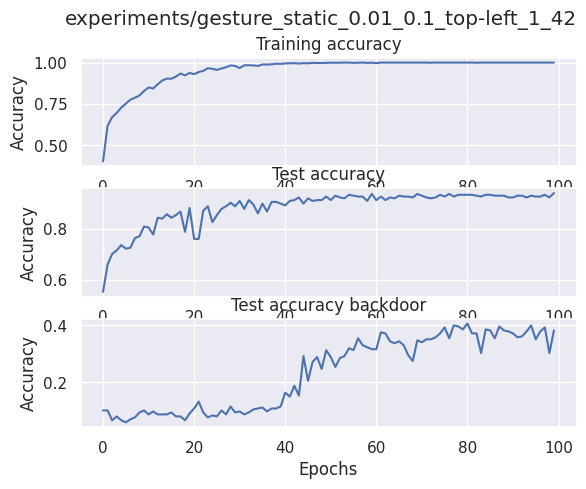 experiments/gesture_static_0.01_0.1_top-left_1_42
Training accuracy
1.00
0.75
0.50
Accuracy
0 20 40 60 80 100
Test accuracy
0.8
0.6
Accuracy
0 20 40 60 80 100
Test accuracy backdoor
0.4
0.2
Accuracy
0 20 40 60 80 100
Epochs